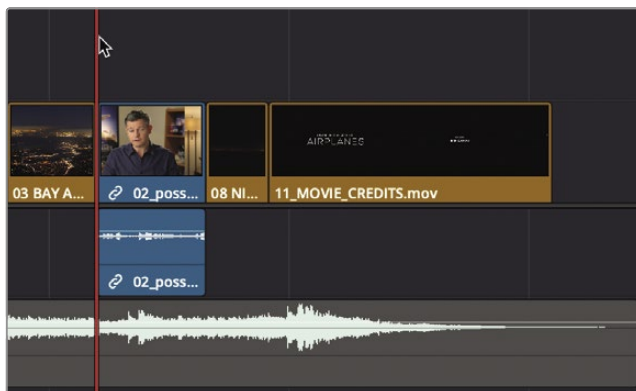 AIRPLANES
03 BAY A...
02_poss...
08 NI...
11_MOVIE_CREDITS.mov
02_poss...